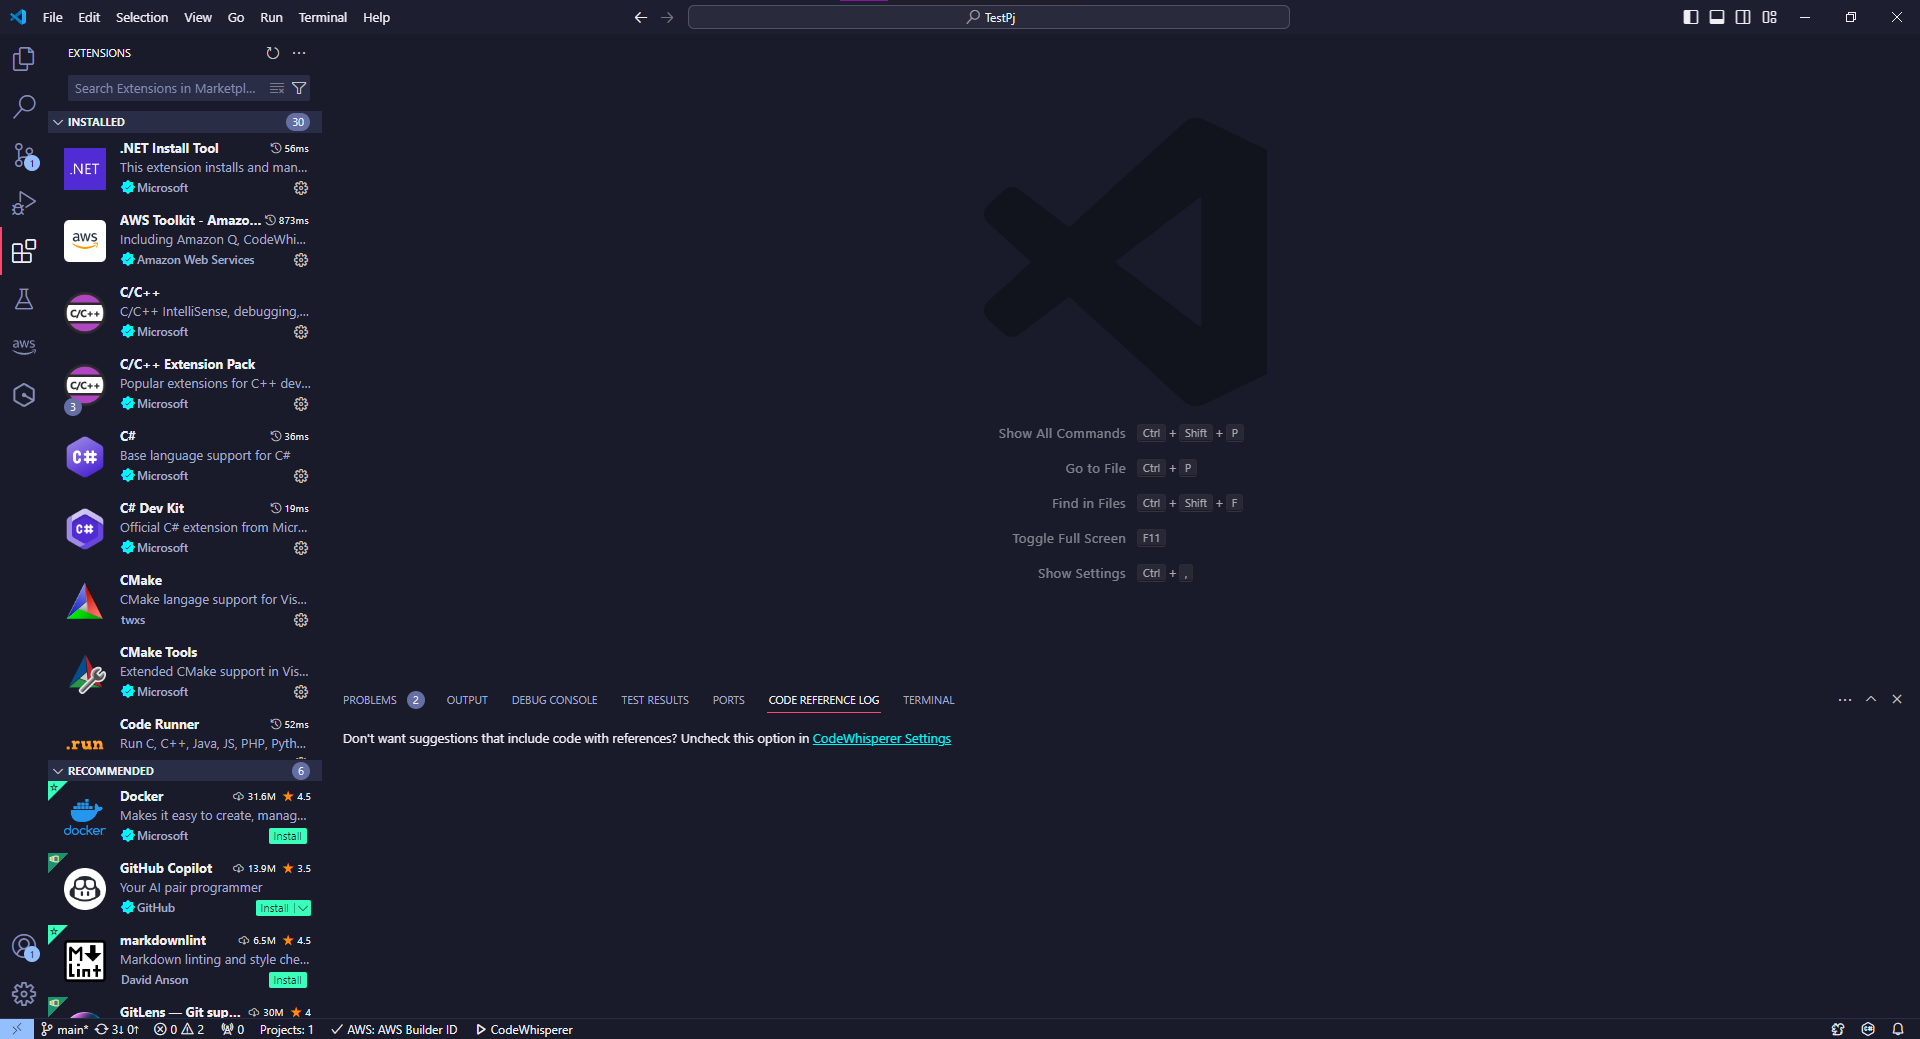 File Edit Selection View Go Run Terminal Help
TestPj
EXTENSIONS
Search Extensions in Marketpl...
INSTALLED 30
.NET
.NET Install Tool 56ms
This extension installs and man...
Microsoft
aws
AWS Toolkit - Amazo... 873ms
Including Amazon Q, CodeWhi...
Amazon Web Services
C/C++
C/C++
C/C++ IntelliSense, debugging,...
Microsoft
C/C++
3
C/C++ Extension Pack
Popular extensions for C++ dev...
Microsoft
C#
C# 36ms
Base language support for C#
Microsoft
C#
C# Dev Kit 19ms
Official C# extension from Micr...
Microsoft
CMake
CMake langage support for Vis...
twxs
CMake Tools
Extended CMake support in Vis...
Microsoft
.run
Code Runner 52ms
Run C, C++, Java, JS, PHP, Pyth...
RECOMMENDED 6
docker
Docker 31.6M 4.5
Makes it easy to create, manag...
Microsoft Install
GitHub Copilot 13.9M 3.5
Your AI pair programmer
GitHub Install
M Lint
markdownlint 6.5M 4.5
Markdown linting and style che...
David Anson Install
GitLens — Git sup... 30M 4
1
aws
1
Show All Commands Ctrl + Shift + P
Go to File Ctrl + P
Find in Files Ctrl + Shift + F
Toggle Full Screen F11
Show Settings Ctrl + ,
PROBLEMS 2 OUTPUT DEBUG CONSOLE TEST RESULTS PORTS CODE REFERENCE LOG TERMINAL
Don't want suggestions that include code with references? Uncheck this option in CodeWhisperer Settings
main* 3↓ 0↑ 0 2 0 Projects: 1 AWS: AWS Builder ID CodeWhisperer